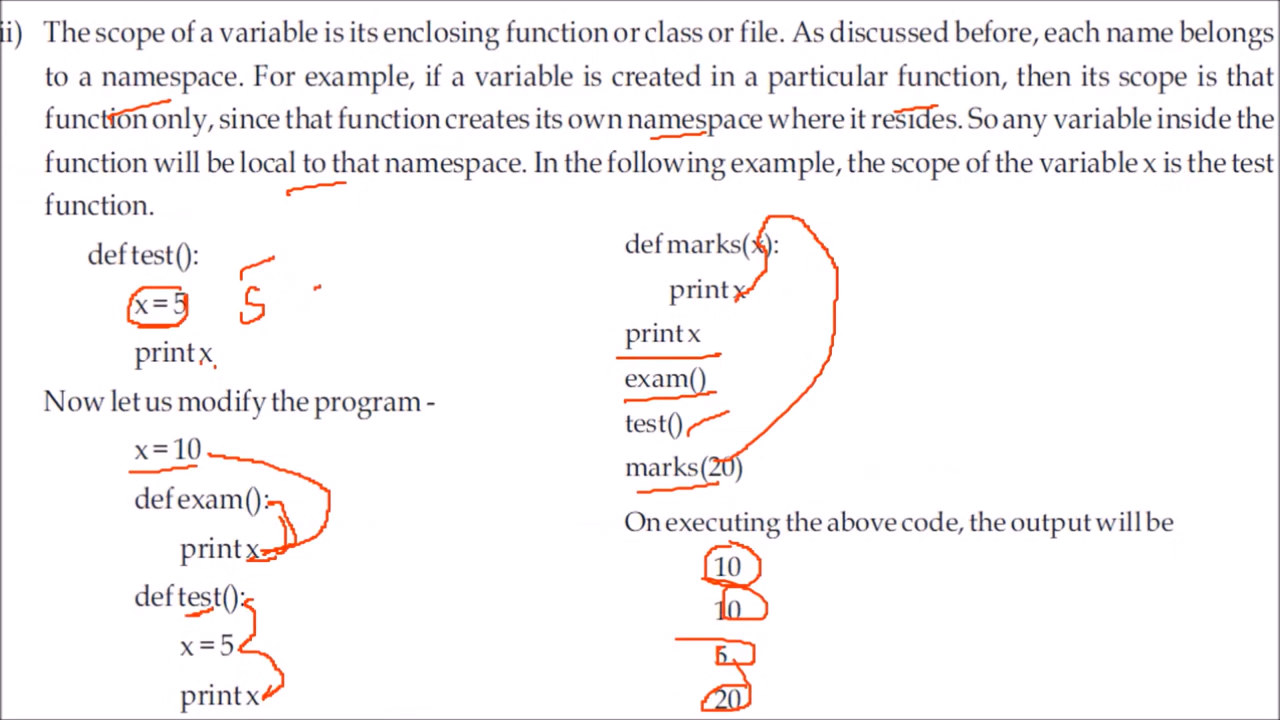 ii) The scope of a variable is its enclosing function or class or file. As discussed before, each name belongs
to a namespace. For example, if a variable is created in a particular function, then its scope is that
function only, since that function creates its own namespace where it resides. So any variable inside the
function will be local to that namespace. In the following example, the scope of the variable x is the test
function.
def test():
x = 5 5
print x
Now let us modify the program -
x = 10
def exam():
print x
def test():
x = 5
print x
def marks(x):
print x
print x
exam()
test()
marks(20)
On executing the above code, the output will be
10
10
5
20